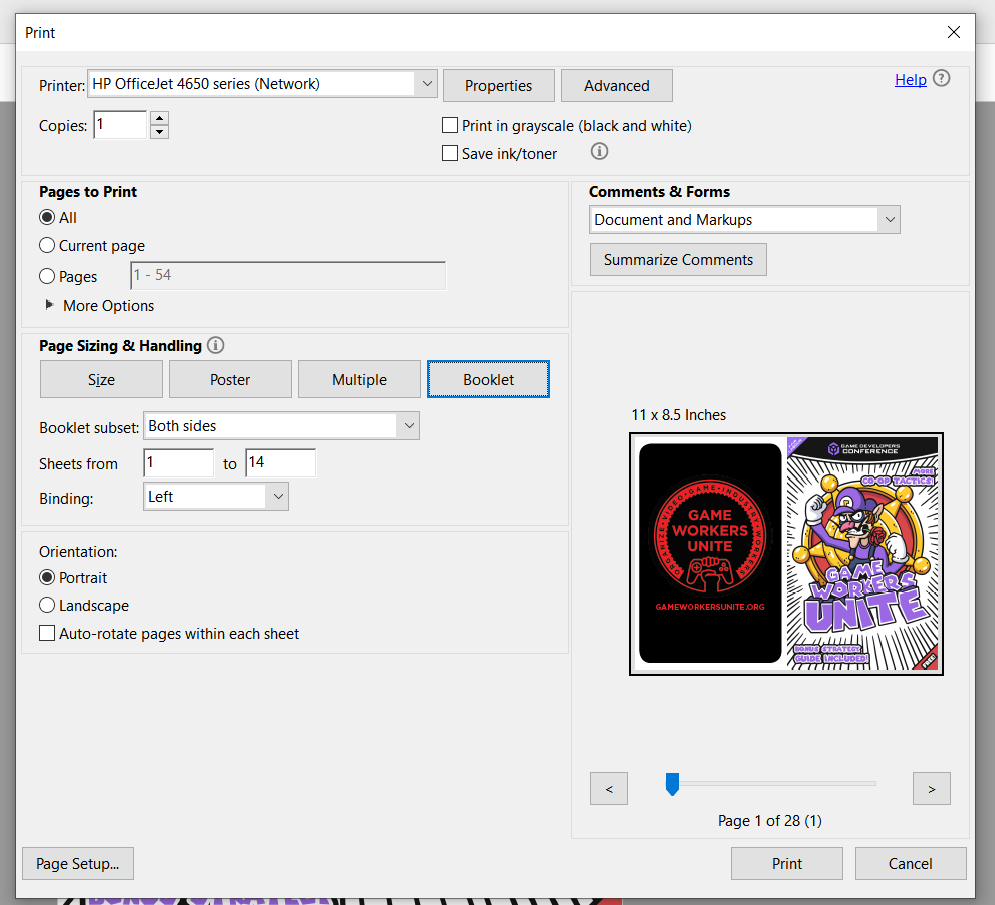 Print
Printer: HP OfficeJet 4650 series (Network) Properties Advanced Help ?
Copies: 1
Print in grayscale (black and white)
Save ink/toner
Pages to Print
All
Current page
Pages 1 - 54
More Options
Comments & Forms
Document and Markups
Summarize Comments
Page Sizing & Handling
Size Poster Multiple Booklet
Booklet subset: Both sides
Sheets from 1 to 14
Binding: Left
Orientation:
Portrait
Landscape
Auto-rotate pages within each sheet
11 x 8.5 Inches
ORGANIZE·VIDEO·GAME·INDUSTRY·WORKERS
GAME
WORKERS
UNITE
GAMEWORKERSUNITE.ORG
GAME DEVELOPERS
CONFERENCE
MORE
CO-OP TACTICS!
GAME
WORKERS
UNITE
BONUS STRATEGY
GUIDE INCLUDED!
FREE!
< >
Page 1 of 28 (1)
Page Setup... Print Cancel